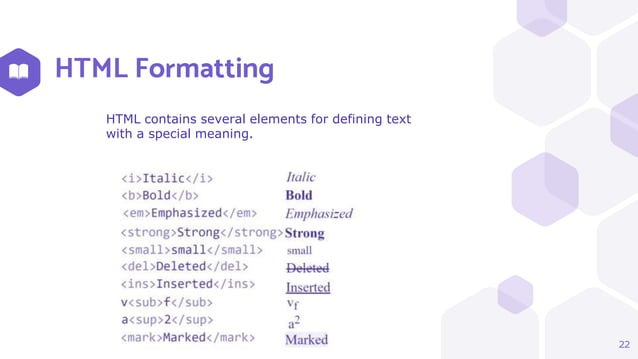 HTML Formatting
HTML contains several elements for defining text
with a special meaning.
<i>Italic</i> Italic
<b>Bold</b> Bold
<em>Emphasized</em> Emphasized
<strong>Strong</strong> Strong
<small>small</small> small
<del>Deleted</del> Deleted
<ins>Inserted</ins> Inserted
v<sub>f</sub> vf
a<sup>2</sup> a2
<mark>Marked</mark> Marked
22